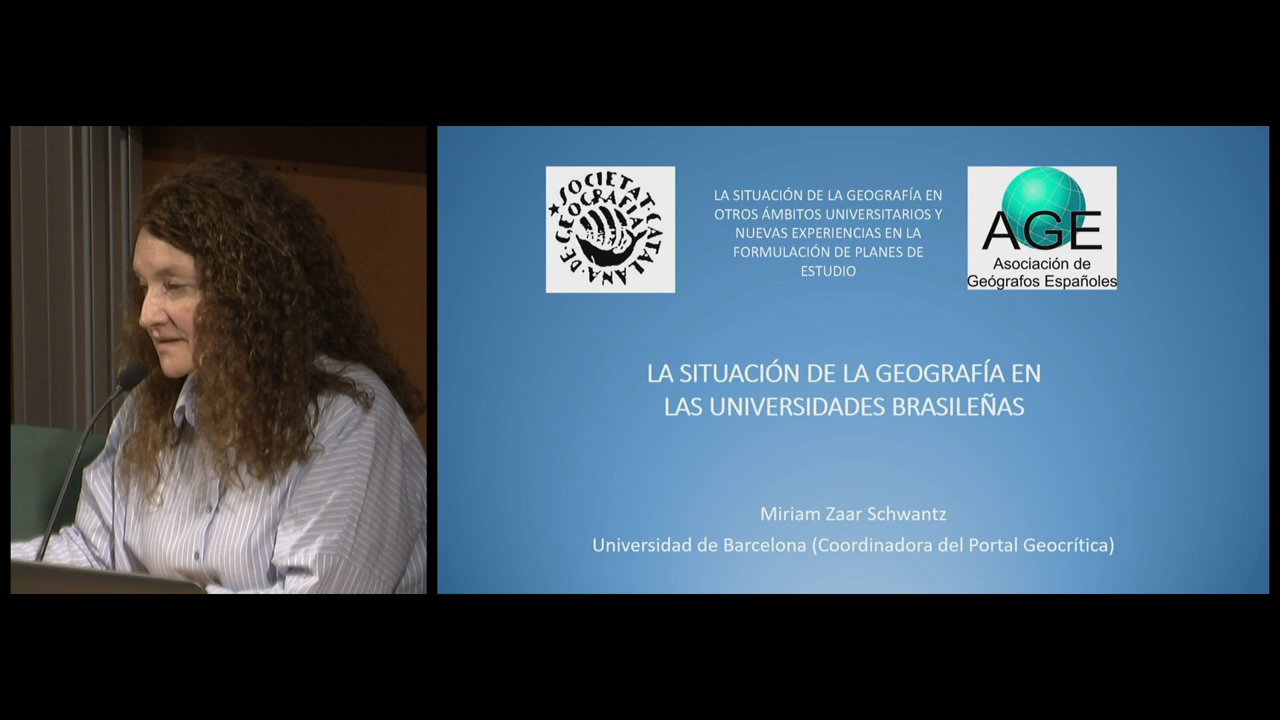 SOCIETAT CATALANA DE GEOGRAFIA
LA SITUACIÓN DE LA GEOGRAFÍA EN
OTROS ÁMBITOS UNIVERSITARIOS Y
NUEVAS EXPERIENCIAS EN LA
FORMULACIÓN DE PLANES DE
ESTUDIO
AGE
Asociación de
Geógrafos Españoles
LA SITUACIÓN DE LA GEOGRAFÍA EN
LAS UNIVERSIDADES BRASILEÑAS
Miriam Zaar Schwantz
Universidad de Barcelona (Coordinadora del Portal Geocrítica)